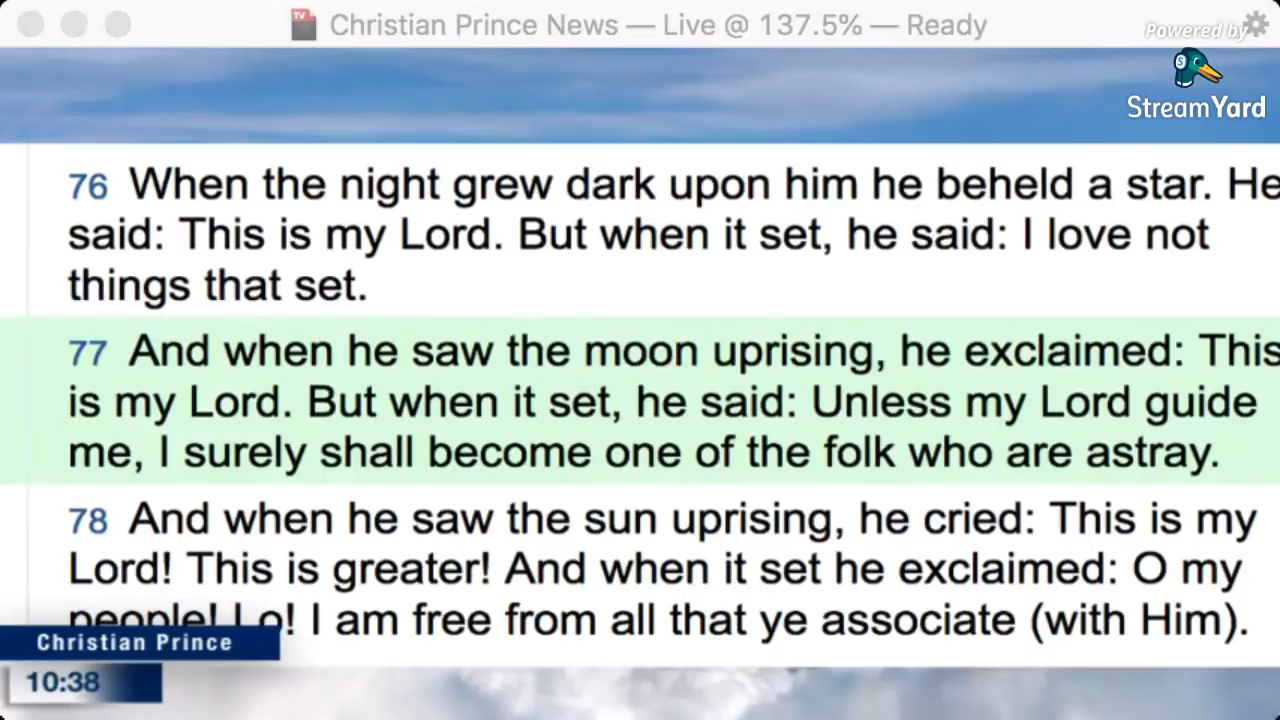 TV
Christian Prince News — Live @ 137.5% — Ready
Powered by
StreamYard
76 When the night grew dark upon him he beheld a star. He
said: This is my Lord. But when it set, he said: I love not
things that set.
77 And when he saw the moon uprising, he exclaimed: This
is my Lord. But when it set, he said: Unless my Lord guide
me, I surely shall become one of the folk who are astray.
78 And when he saw the sun uprising, he cried: This is my
Lord! This is greater! And when it set he exclaimed: O my
people! Lo! I am free from all that ye associate (with Him).
Christian Prince
10:38